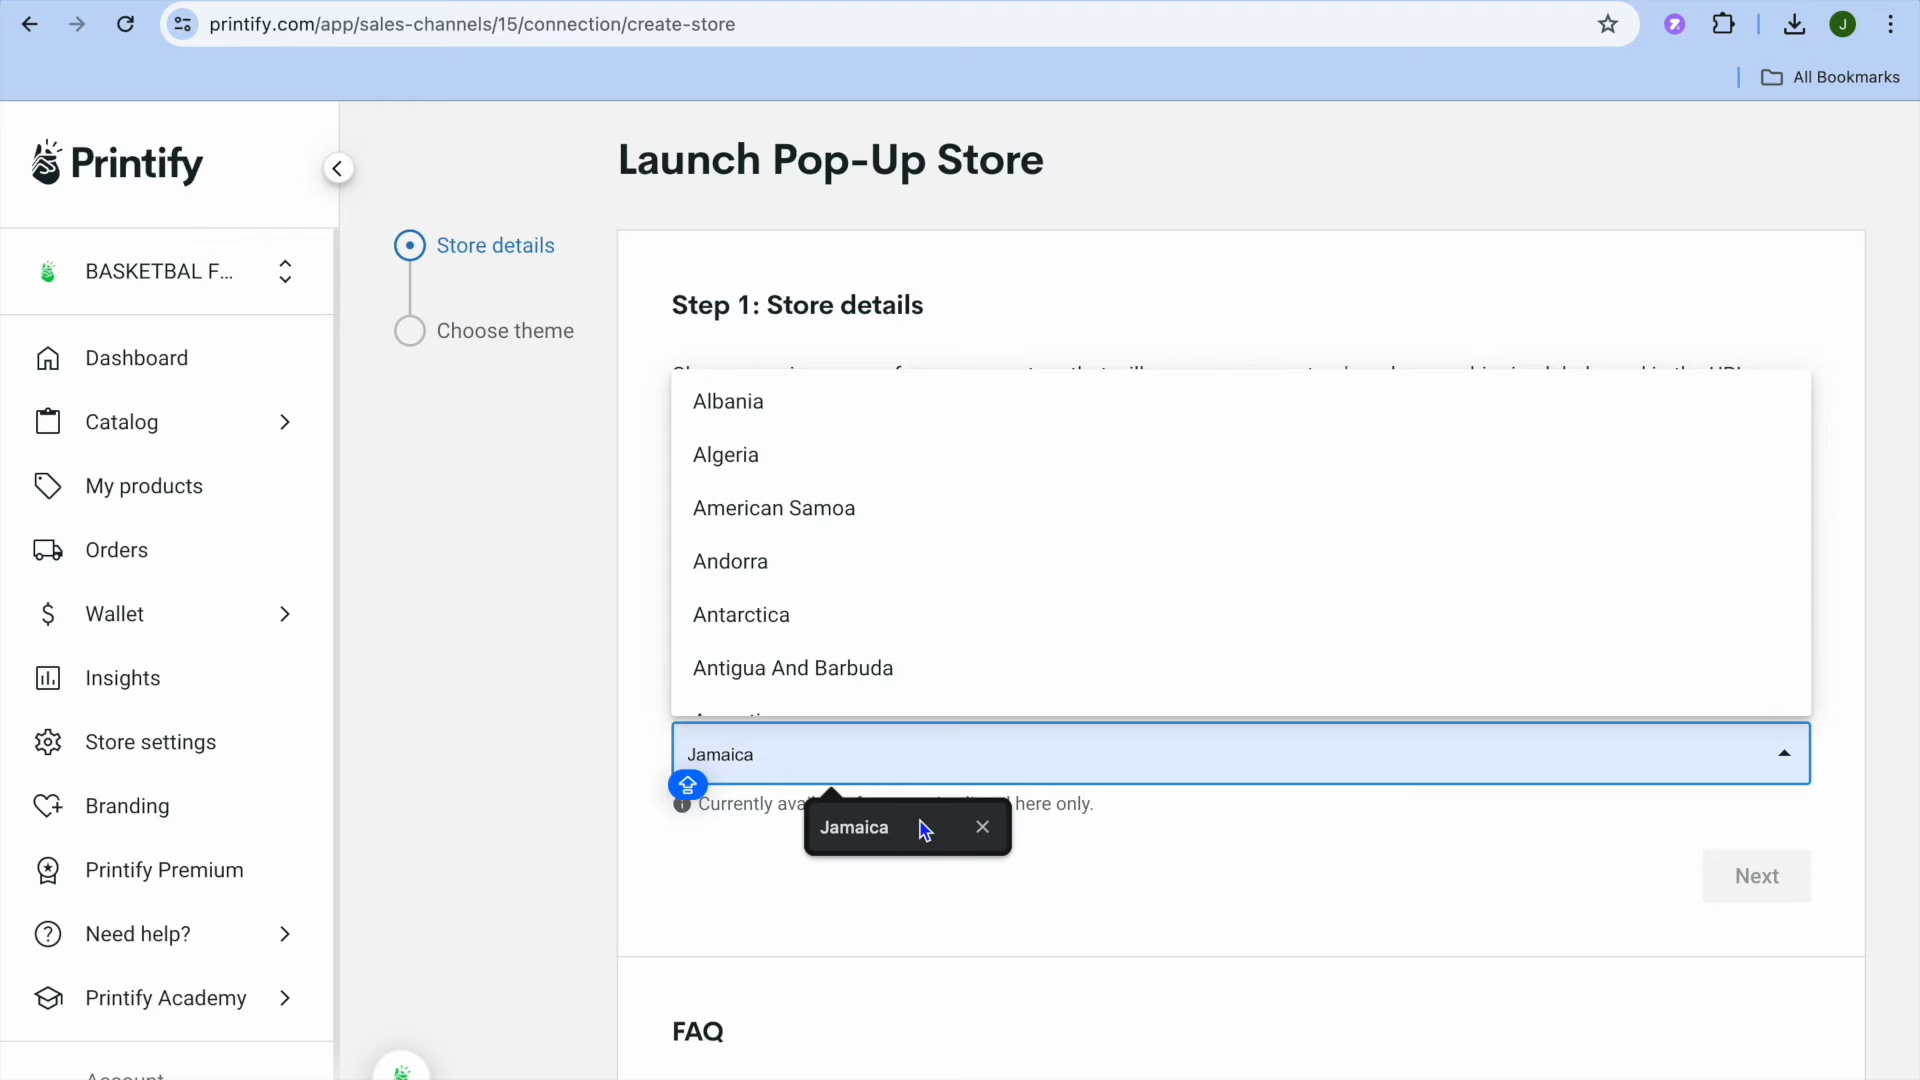 printify.com/app/sales-channels/15/connection/create-store
J
All Bookmarks
Printify
Launch Pop-Up Store
BASKETBAL F...
Store details
Choose theme
Step 1: Store details
Dashboard
Catalog
My products
Orders
Wallet
Insights
Store settings
Branding
Printify Premium
Need help?
Printify Academy
Account
Albania
Algeria
American Samoa
Andorra
Antarctica
Antigua And Barbuda
Jamaica
Currently here only.
Jamaica
Next
FAQ